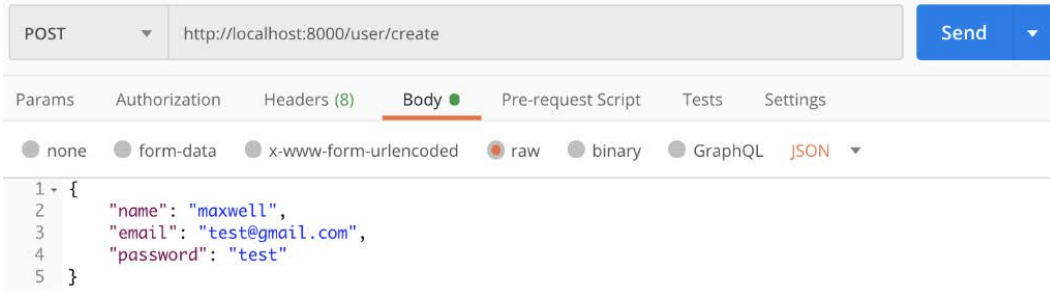 POST http://localhost:8000/user/create Send
Params Authorization Headers (8) Body Pre-request Script Tests Settings
none form-data x-www-form-urlencoded raw binary GraphQL JSON
1 {
2 "name": "maxwell",
3 "email": "test@gmail.com",
4 "password": "test"
5 }